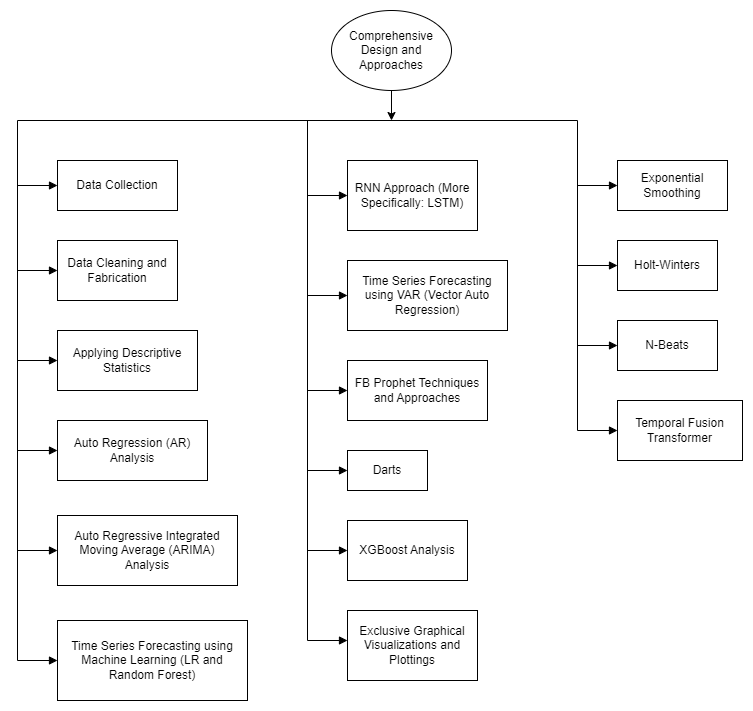 Comprehensive
Design and
Approaches
Data Collection
Data Cleaning and
Fabrication
Applying Descriptive
Statistics
Auto Regression (AR)
Analysis
Auto Regressive Integrated
Moving Average (ARIMA)
Analysis
Time Series Forecasting using
Machine Learning (LR and
Random Forest)
RNN Approach (More
Specifically: LSTM)
Time Series Forecasting
using VAR (Vector Auto
Regression)
FB Prophet Techniques
and Approaches
Darts
XGBoost Analysis
Exclusive Graphical
Visualizations and
Plottings
Exponential
Smoothing
Holt-Winters
N-Beats
Temporal Fusion
Transformer